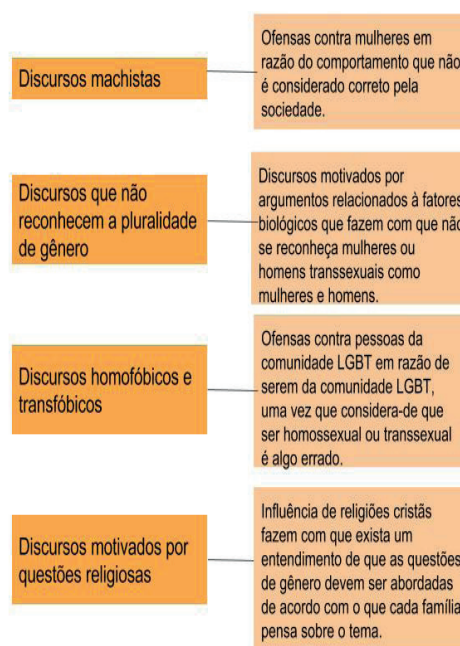 Discursos machistas
Ofensas contra mulheres em
razão do comportamento que não
é considerado correto pela
sociedade.
Discursos que não
reconhecem a pluralidade
de gênero
Discursos motivados por
argumentos relacionados à fatores
biológicos que fazem com que não
se reconheça mulheres ou
homens transsexuais como
mulheres e homens.
Discursos homofóbicos e
transfóbicos
Ofensas contra pessoas da
comunidade LGBT em razão de
serem da comunidade LGBT,
uma vez que considera-de que
ser homossexual ou transsexual
é algo errado.
Discursos motivados por
questões religiosas
Influência de religiões cristãs
fazem com que exista um
entendimento de que as questões
de gênero devem ser abordadas
de acordo com o que cada família
pensa sobre o tema.